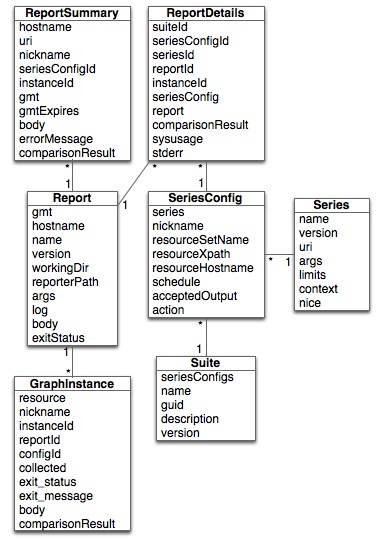 ReportSummary
hostname
uri
nickname
seriesConfigId
instanceId
gmt
gmtExpires
body
errorMessage
comparisonResult
ReportDetails
suiteId
seriesConfigId
seriesId
reportId
instanceId
seriesConfig
report
comparisonResult
sysusage
stderr
*
1
*
1
*
1
Report
gmt
hostname
name
version
workingDir
reporterPath
args
log
body
exitStatus
SeriesConfig
series
nickname
resourceSetName
resourceXpath
resourceHostname
schedule
acceptedOutput
action
*
1
Series
name
version
uri
args
limits
context
nice
1
*
*
1
GraphInstance
resource
nickname
instanceId
reportId
configId
collected
exit_status
exit_message
body
comparisonResult
Suite
seriesConfigs
name
guid
description
version